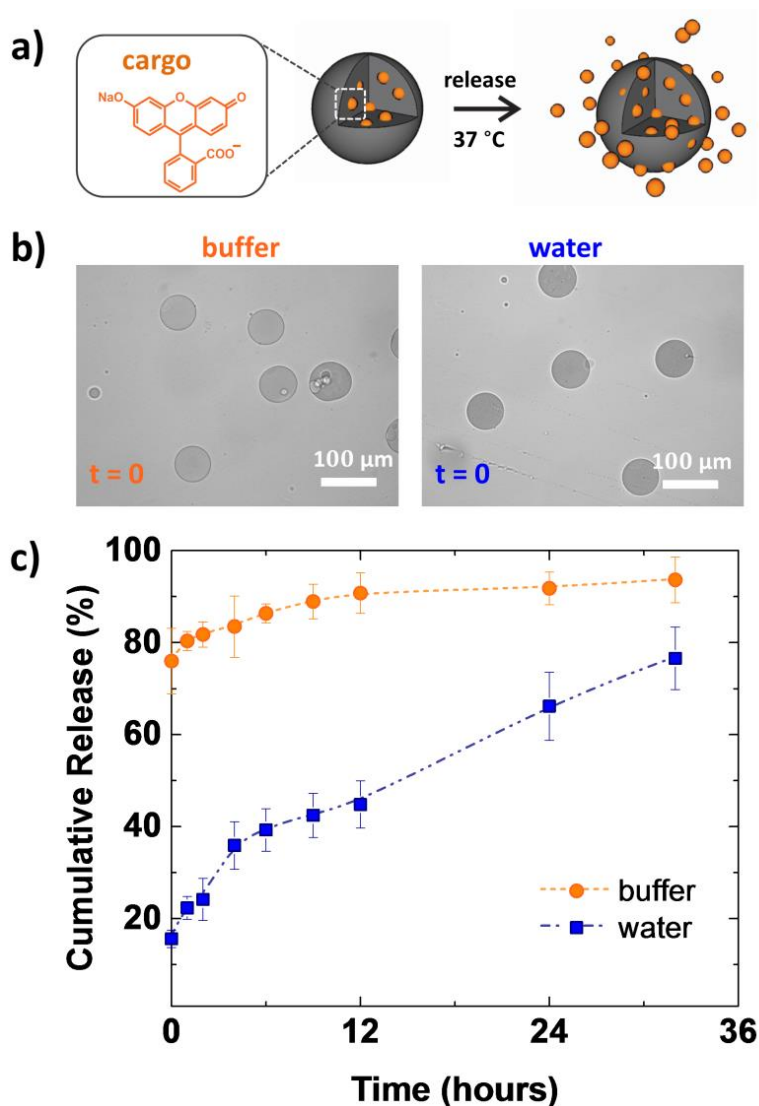 a)
cargo
NaO
O
O
COO⁻
release
37 °C
b)
buffer
water
t = 0
100 µm
t = 0
100 µm
c)
100
80
60
40
20
Cumulative Release (%)
buffer
water
0
12
24
36
Time (hours)